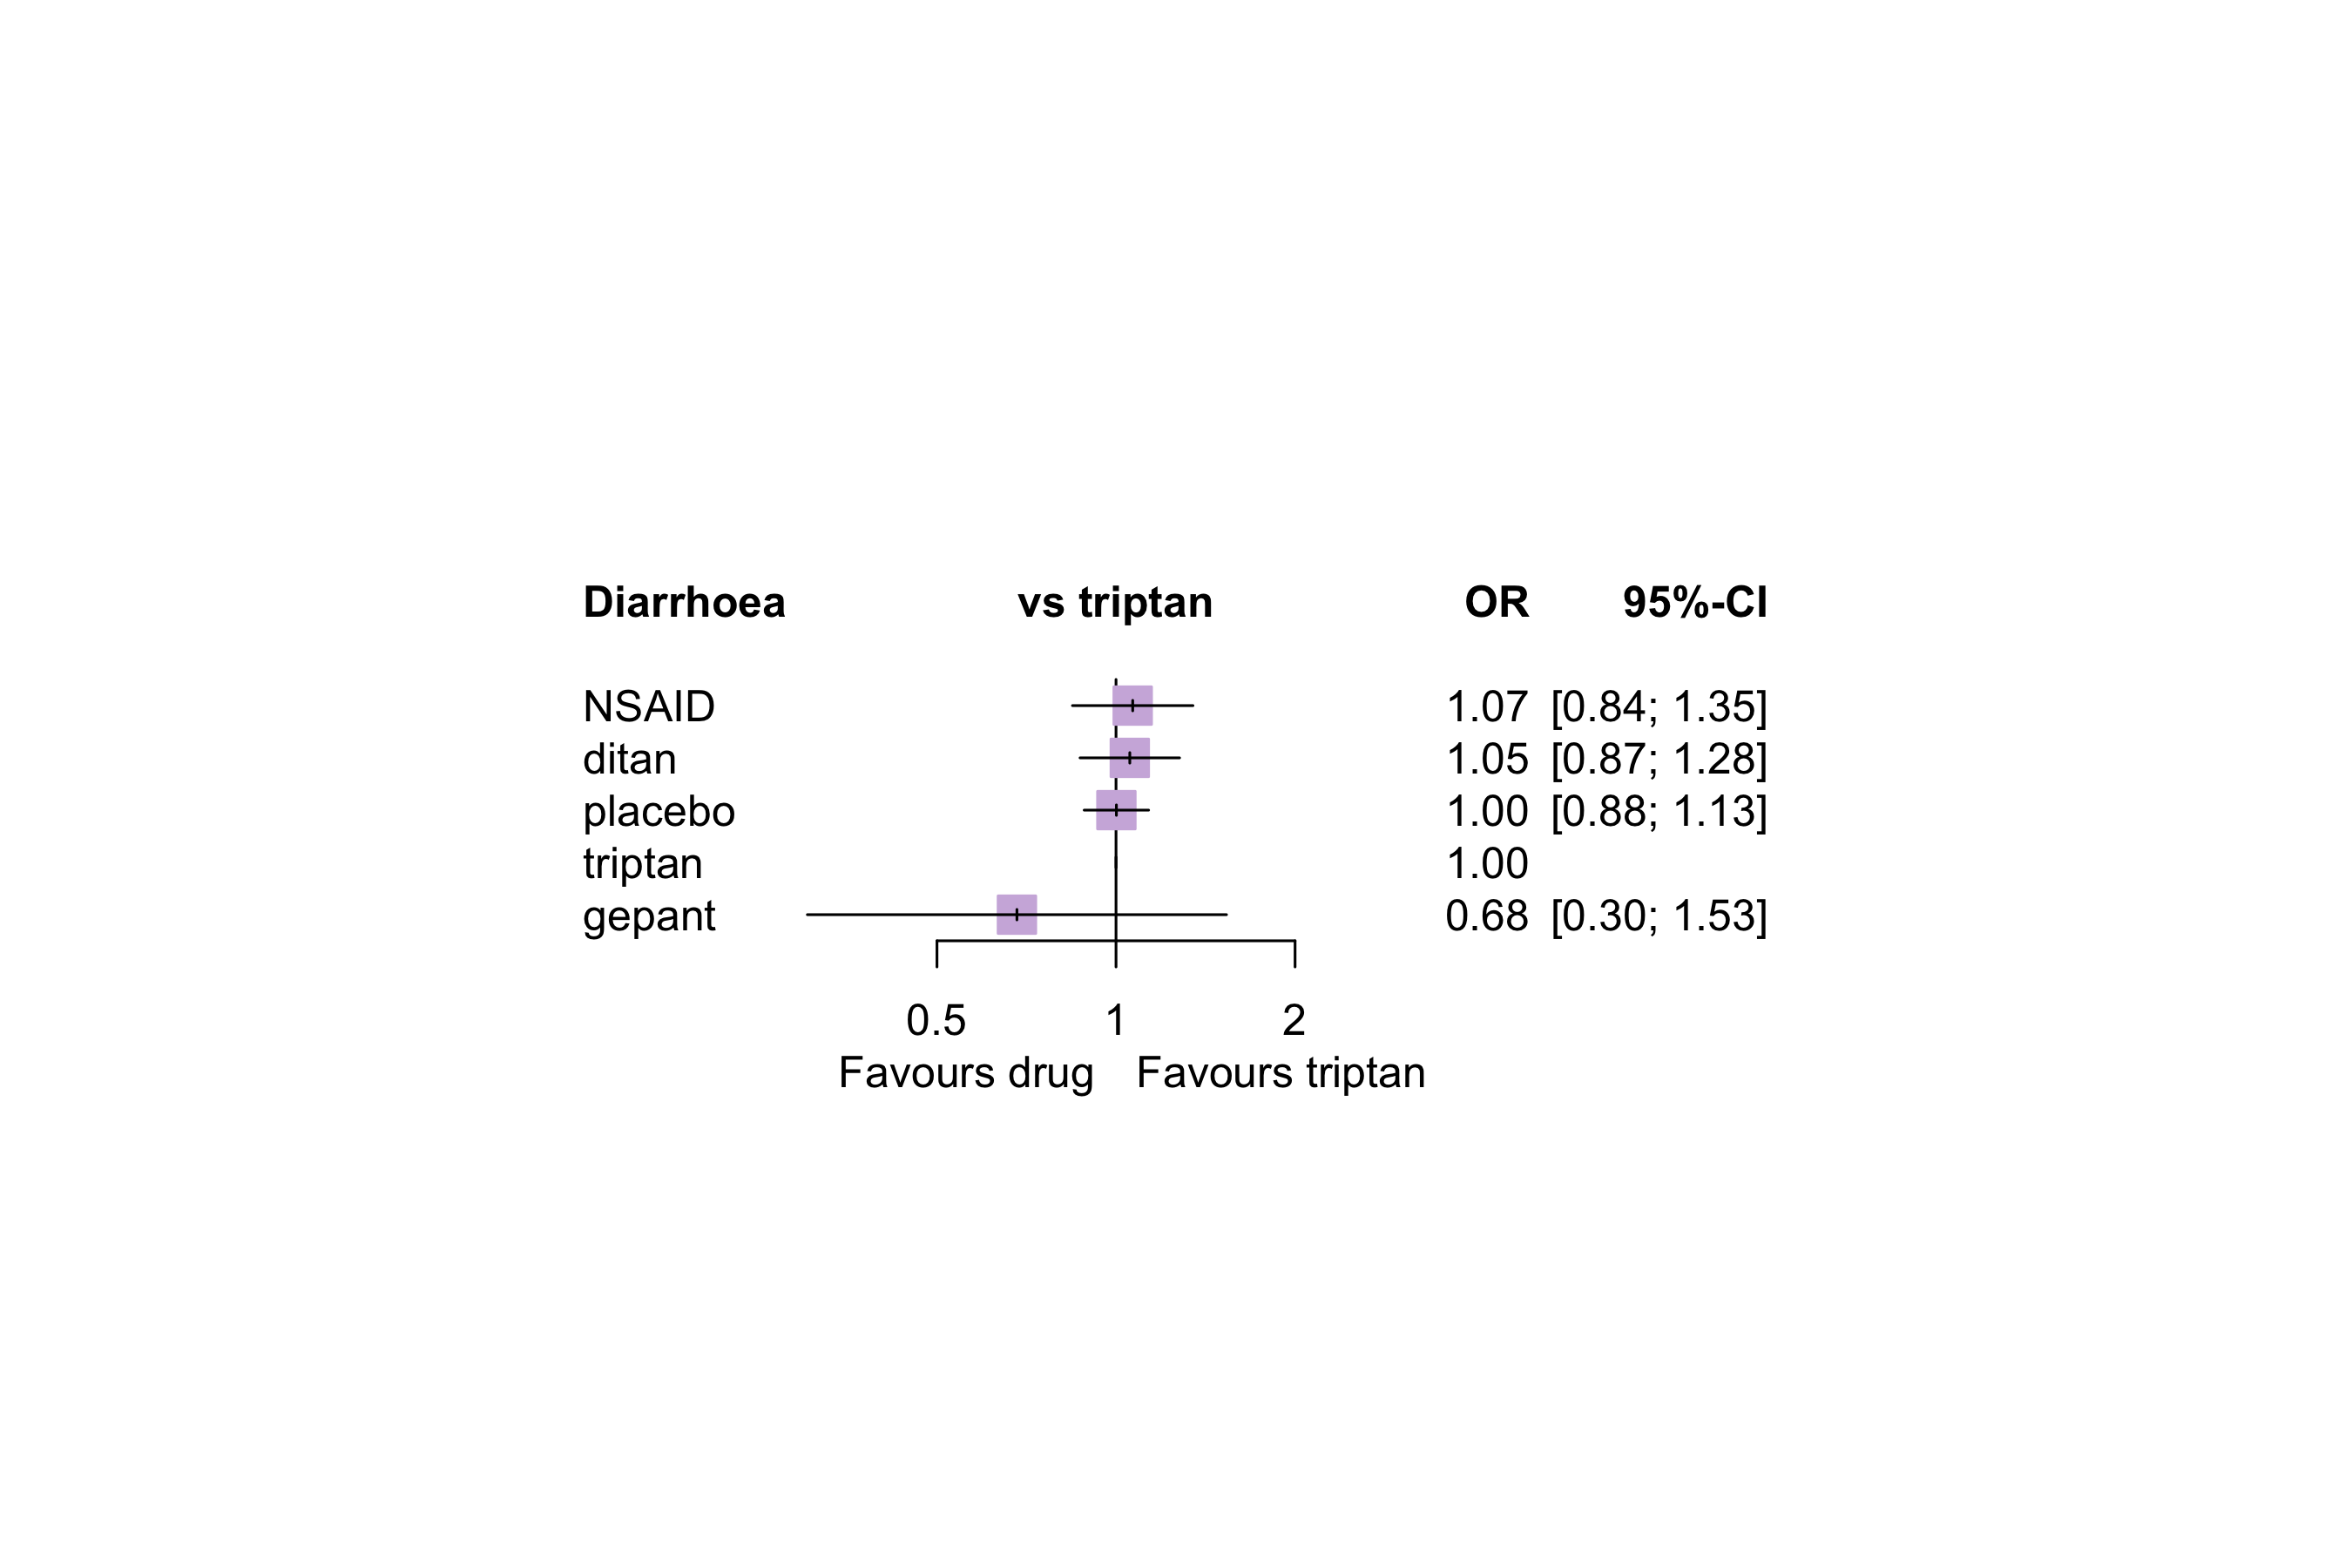 Diarrhoea vs triptan OR 95%-CI
NSAID 1.07 [0.84; 1.35]
ditan 1.05 [0.87; 1.28]
placebo 1.00 [0.88; 1.13]
triptan 1.00
gepant 0.68 [0.30; 1.53]
0.5 1 2
Favours drug Favours triptan